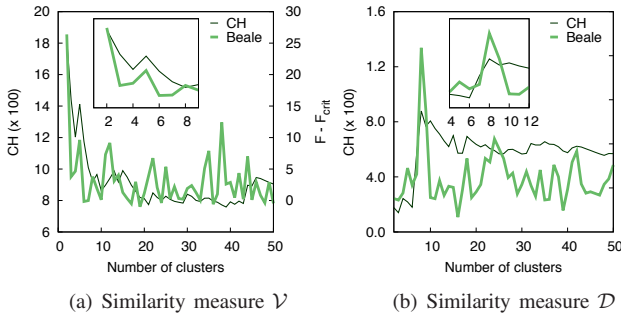 CH
Beale
CH (x 100)
20
18
16
14
12
10
8
6
30
25
20
15
10
5
0
F - Fcrit
2 4 6 8
0 10 20 30 40 50
Number of clusters
(a) Similarity measure V
CH
Beale
CH (x 100)
1.6
1.2
8.0
4.0
0.0
4 6 8 10 12
10 20 30 40 50
Number of clusters
(b) Similarity measure D